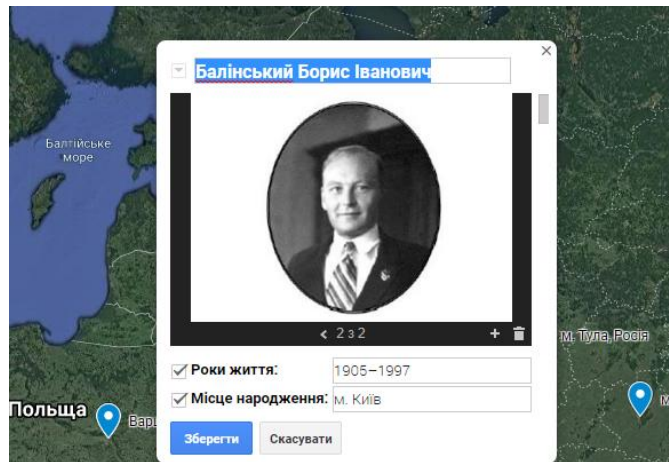 Балінський Борис Іванович
Балтійське
море
2 з 2
м. Тула, Росія
Роки життя: 1905–1997
Місце народження: м. Київ
Польща
Зберегти Скасувати